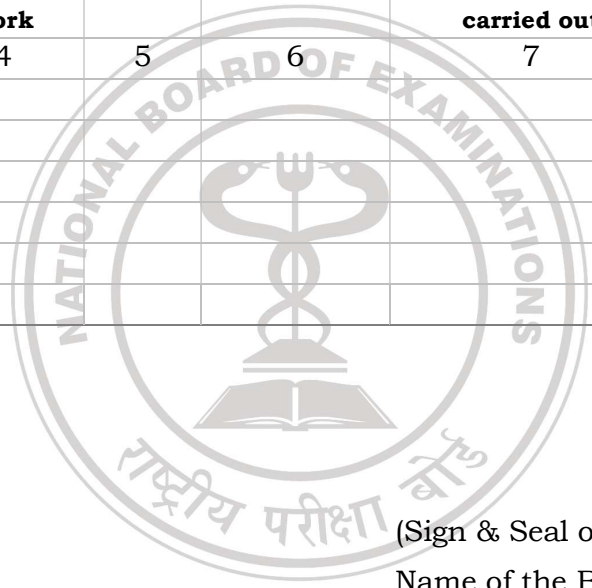 ork carried out
4 5 6 7
NATIONAL BOARD OF EXAMINATIONS
राष्ट्रीय परीक्षा बोर्ड
(Sign & Seal o
Name of the